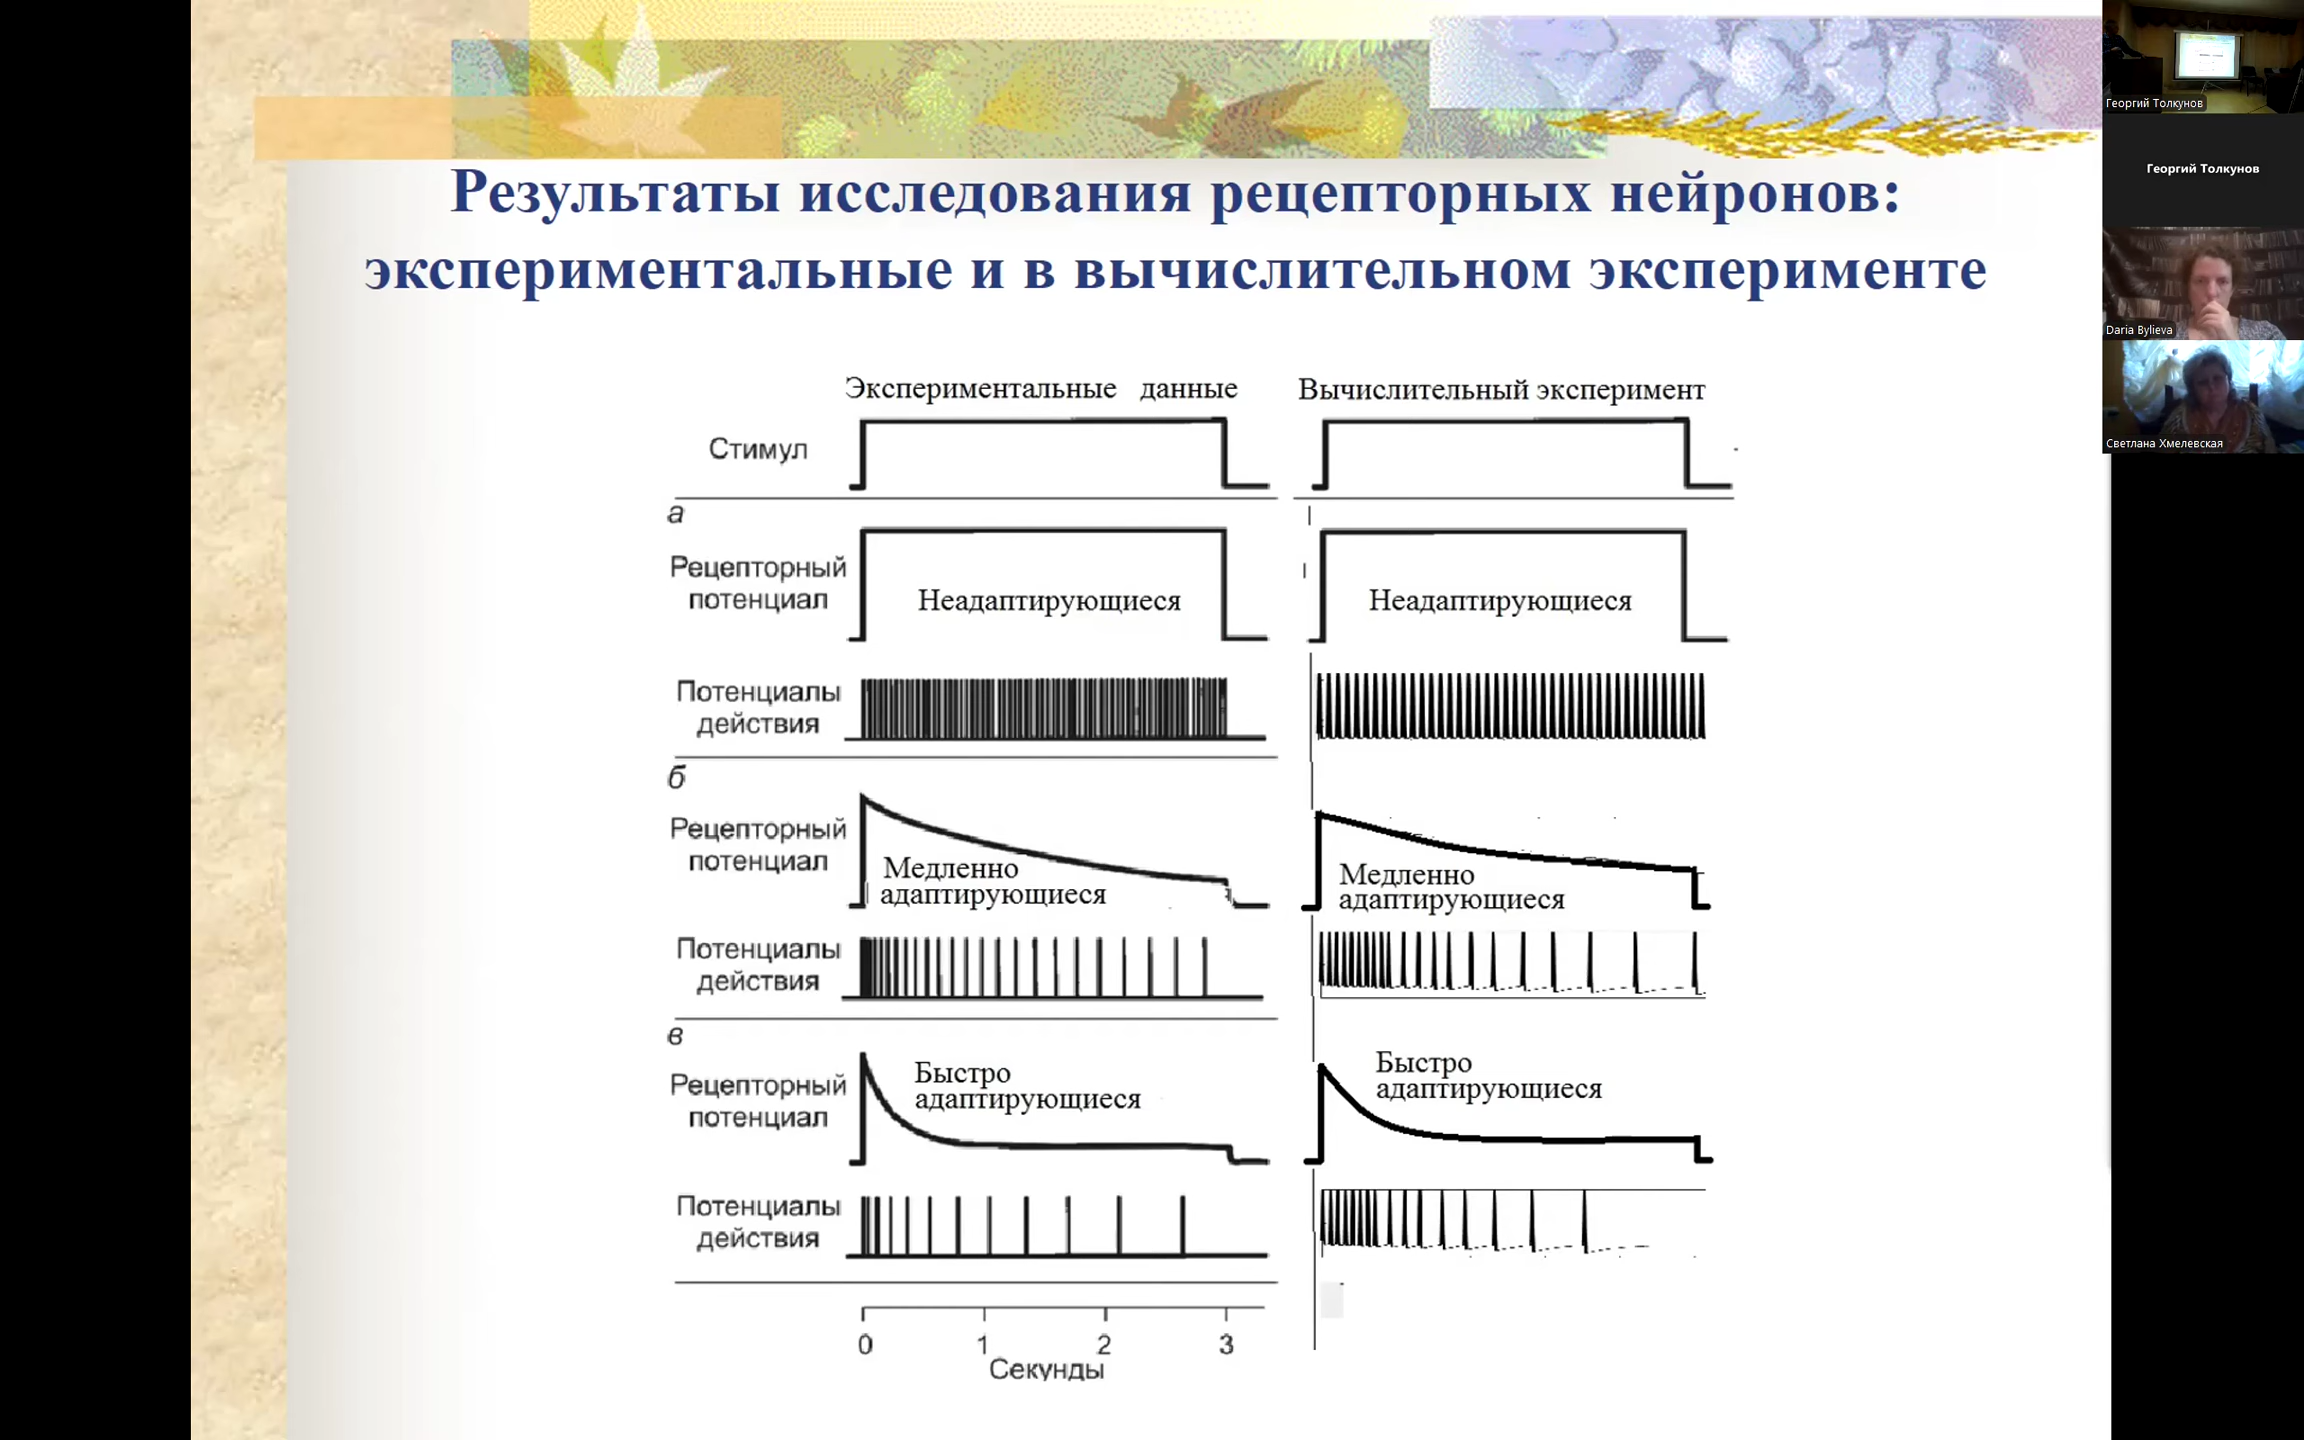 Результаты исследования рецепторных нейронов:
экспериментальные и в вычислительном эксперименте
Экспериментальные данные
Вычислительный эксперимент
Стимул
а
Рецепторный
потенциал
Неадаптирующиеся
Неадаптирующиеся
Потенциалы
действия
б
Рецепторный
потенциал
Медленно
адаптирующиеся
Медленно
адаптирующиеся
Потенциалы
действия
в
Рецепторный
потенциал
Быстро
адаптирующиеся
Быстро
адаптирующиеся
Потенциалы
действия
0 1 2 3
Секунды
Георгий Толкунов
Георгий Толкунов
Daria Bylieva
Светлана Хмелевская